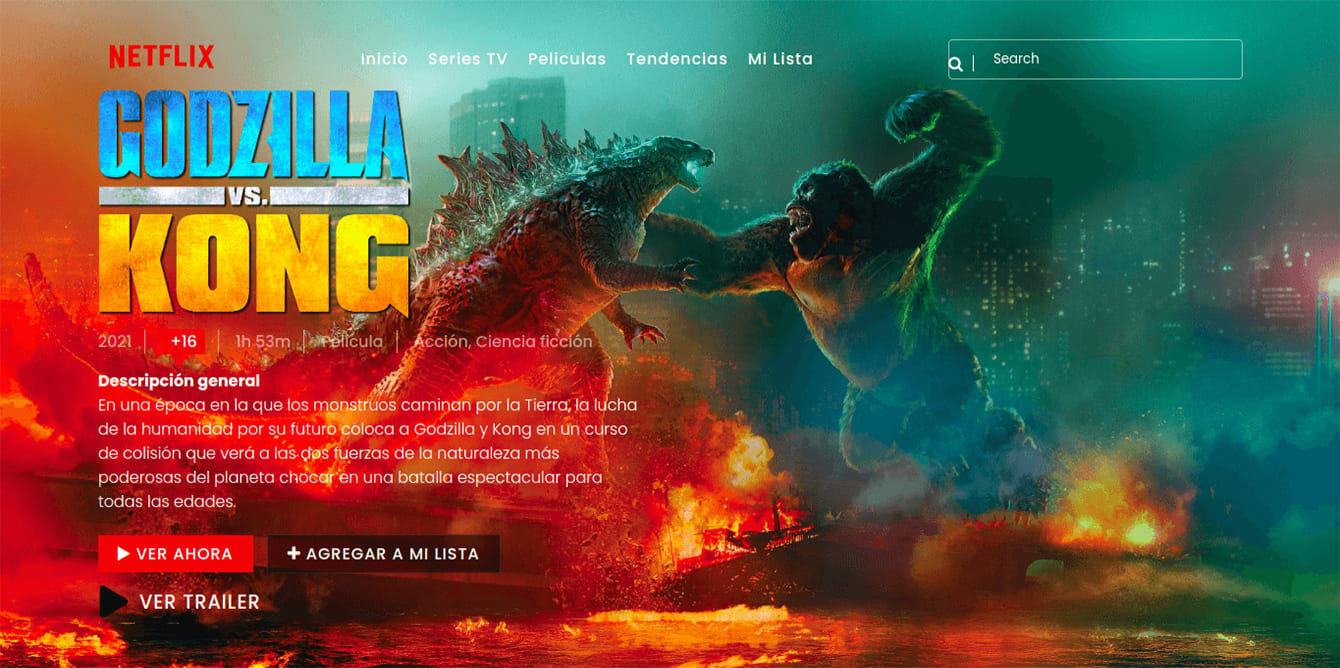 NETFLIX
Inicio Series TV Peliculas Tendencias Mi Lista
Search
GODZILLA
VS.
KONG
2021 +16 1h 53m Película Acción, Ciencia ficción
Descripción general
En una época en la que los monstruos caminan por la Tierra, la lucha
de la humanidad por su futuro coloca a Godzilla y Kong en un curso
de colisión que verá a las dos fuerzas de la naturaleza más
poderosas del planeta chocar en una batalla espectacular para
todas las edades.
VER AHORA
AGREGAR A MI LISTA
VER TRAILER